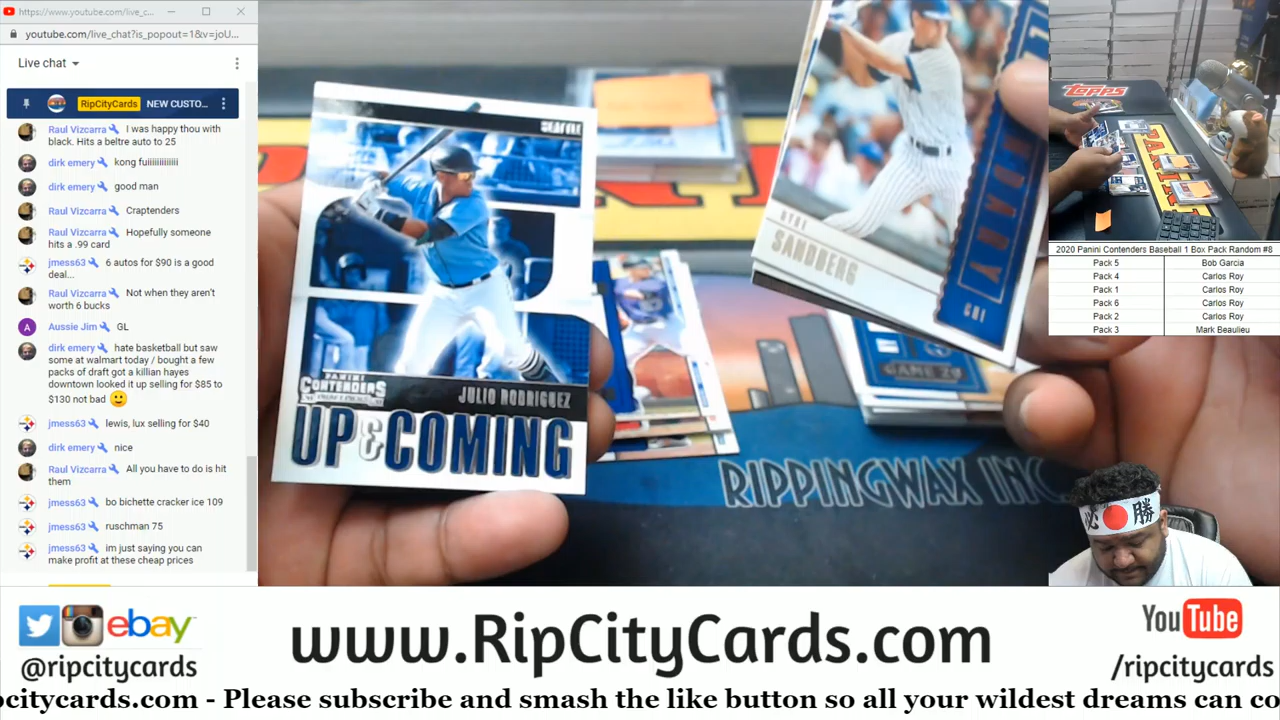 https://www.youtube.com/live_c...
youtube.com/live_chat?is_popout=1&v=joU...
Live chat
RipCityCards NEW CUSTO...
Raul Vizcarra I was happy thou with
black. Hits a beltre auto to 25
dirk emery kong fuiiiiiiiiiiiii
dirk emery good man
Raul Vizcarra Craptenders
Raul Vizcarra Hopefully someone
hits a .99 card
jmess63 6 autos for $90 is a good
deal...
Raul Vizcarra Not when they aren't
worth 6 bucks
Aussie Jim GL
dirk emery hate basketball but saw
some at walmart today / bought a few
packs of draft got a killian hayes
downtown looked it up selling for $85 to
$130 not bad 🙂
jmess63 lewis, lux selling for $40
dirk emery nice
Raul Vizcarra All you have to do is hit
them
jmess63 bo bichette cracker ice 109
jmess63 ruschman 75
jmess63 im just saying you can
make profit at these cheap prices
SEATTLE
PANINI
CONTENDERS
JULIO RODRIGUEZ
UP & COMING
RYNE
SANDBERG
CHI
GAME 24
RIPPINGWAX INC.
TOPPS
PANINI
2020 Panini Contenders Baseball 1 Box Pack Random #8
Pack 5 Bob Garcia
Pack 4 Carlos Roy
Pack 1 Carlos Roy
Pack 6 Carlos Roy
Pack 2 Carlos Roy
Pack 3 Mark Beaulieu
必 勝
ebay
@ripcitycards
www.RipCityCards.com
YouTube
/ripcitycards
pcitycards.com - Please subscribe and smash the like button so all your wildest dreams can co